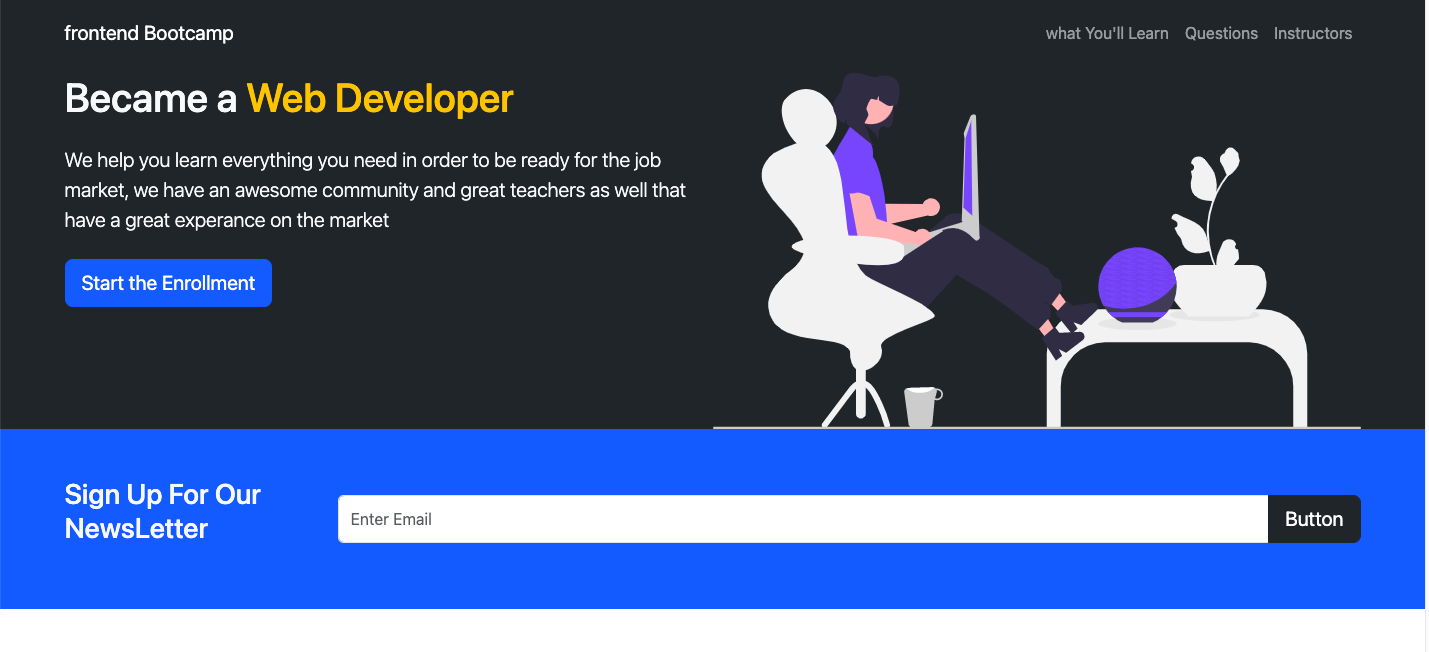 frontend Bootcamp
what You'll Learn Questions Instructors
Became a Web Developer
We help you learn everything you need in order to be ready for the job
market, we have an awesome community and great teachers as well that
have a great experance on the market
Start the Enrollment
Sign Up For Our
NewsLetter
Enter Email
Button